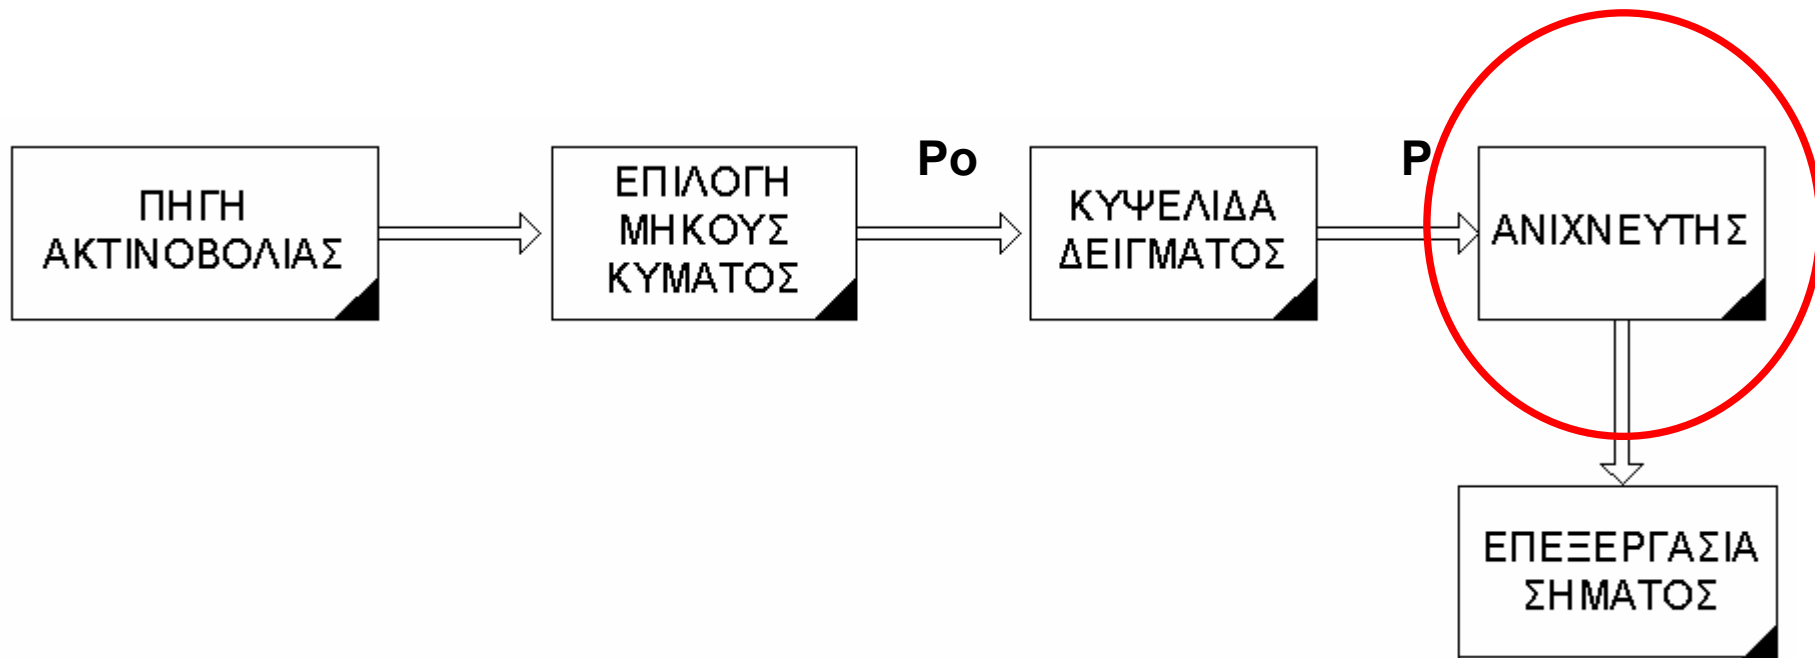 ΠΗΓΗ
ΑΚΤΙΝΟΒΟΛΙΑΣ
ΕΠΙΛΟΓΗ
ΜΗΚΟΥΣ
ΚΥΜΑΤΟΣ
Po
ΚΥΨΕΛΙΔΑ
ΔΕΙΓΜΑΤΟΣ
P
ΑΝΙΧΝΕΥΤΗΣ
ΕΠΕΞΕΡΓΑΣΙΑ
ΣΗΜΑΤΟΣ